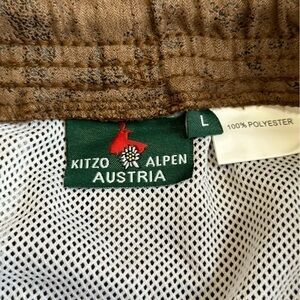 KITZO ALPEN
AUSTRIA
L
100% POLYESTER